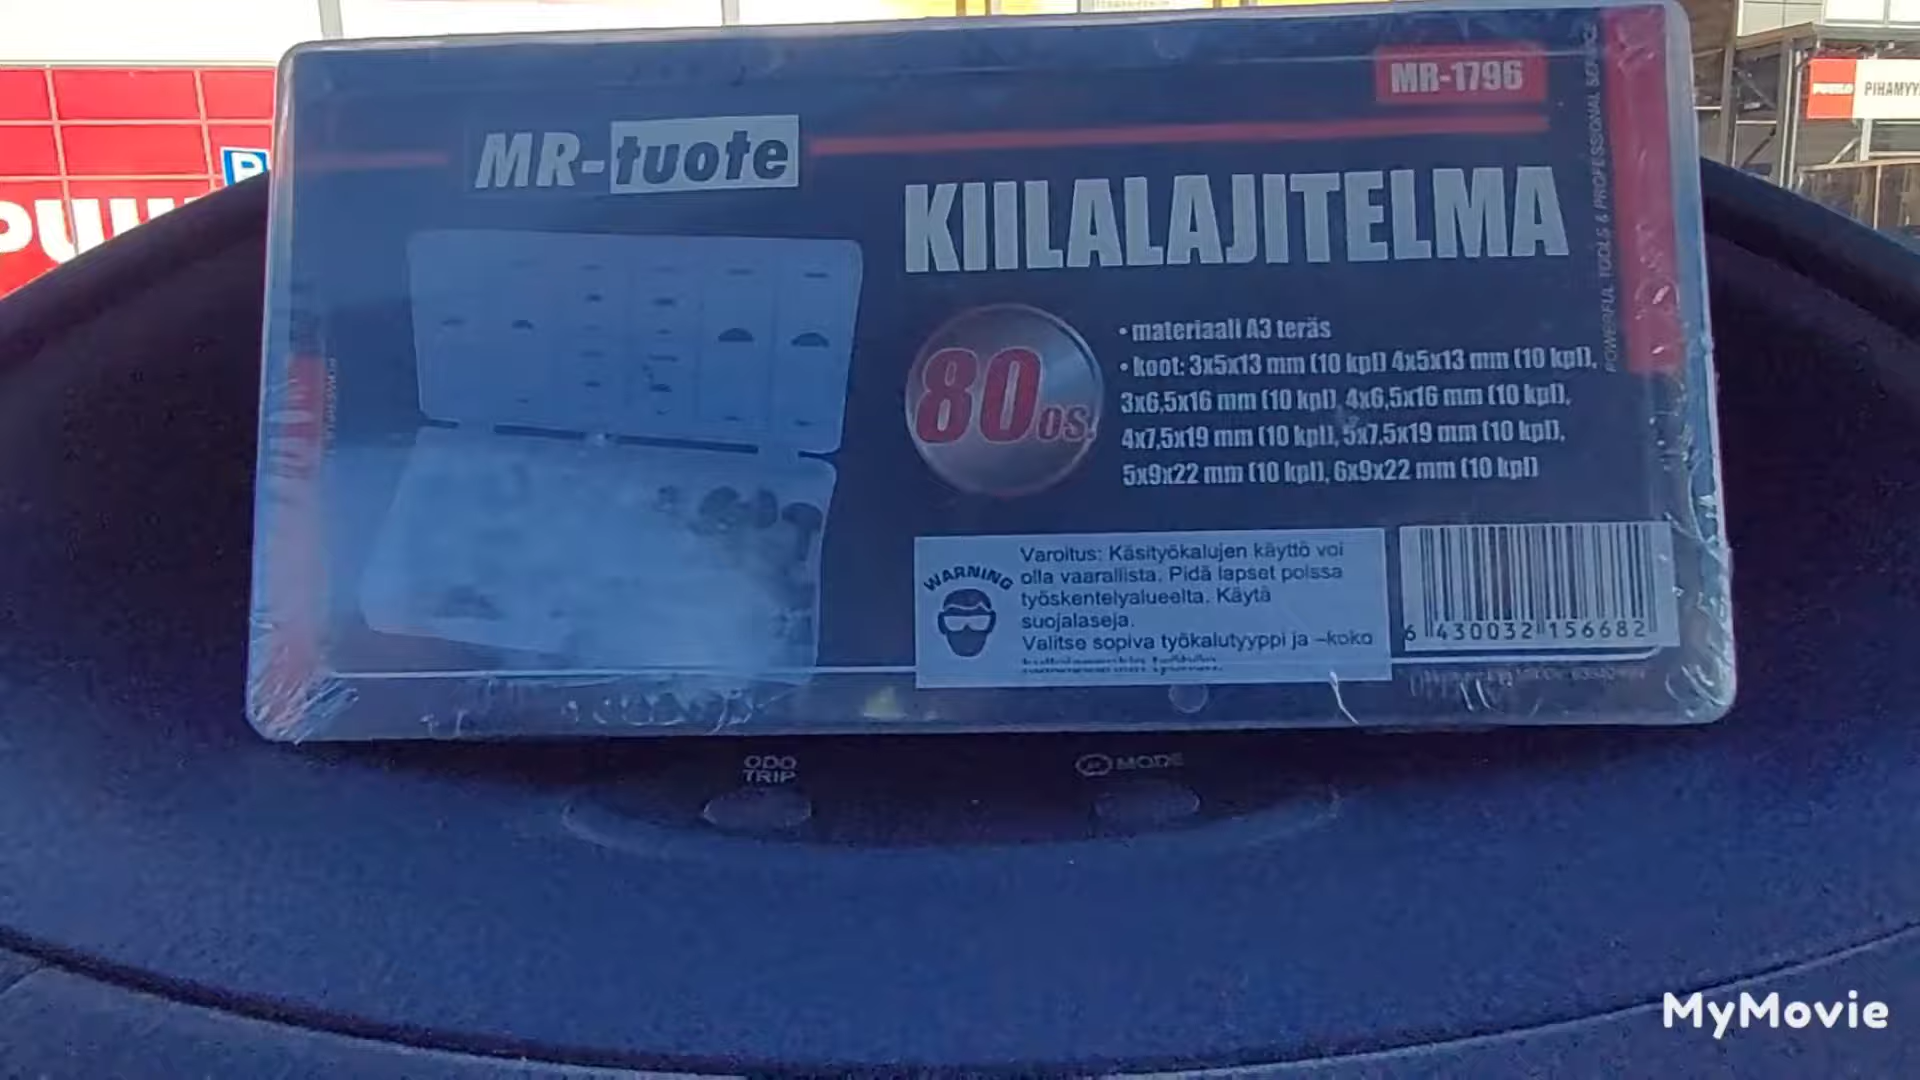 MR-1796
MR-tuote
KIILALAJITELMA
80 os.
• materiaali A3 teräs
• koot: 3x5x13 mm (10 kpl) 4x5x13 mm (10 kpl),
3x6,5x16 mm (10 kpl), 4x6,5x16 mm (10 kpl),
4x7,5x19 mm (10 kpl), 5x7,5x19 mm (10 kpl),
5x9x22 mm (10 kpl), 6x9x22 mm (10 kpl)
POWERFUL TOOLS & PROFESSIONAL SERVICE
WARNING
Varoitus: Käsityökalujen käyttö voi
olla vaarallista. Pidä lapset poissa
työskentelyalueelta. Käytä
suojalaseja.
Valitse sopiva työkalutyyppi ja –koko
6 430032 156682
ODO
TRIP
MODE
P
MyMovie